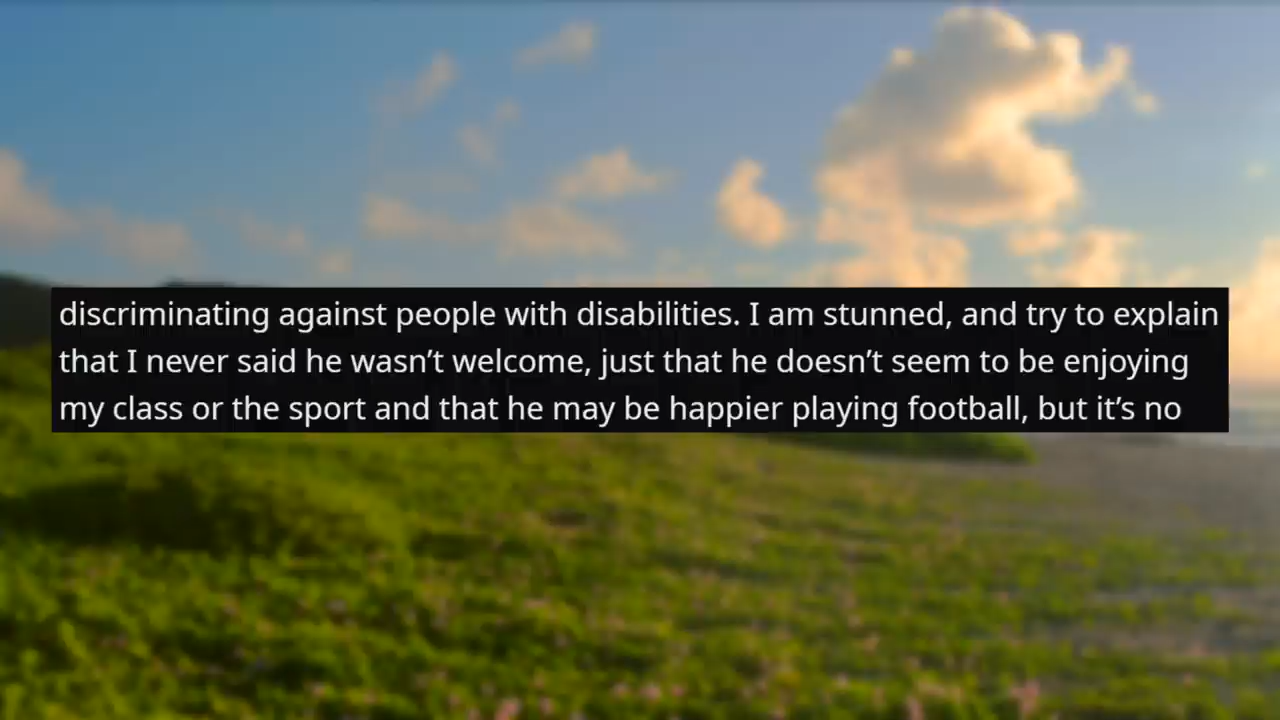 discriminating against people with disabilities. I am stunned, and try to explain
that I never said he wasn’t welcome, just that he doesn’t seem to be enjoying
my class or the sport and that he may be happier playing football, but it’s no